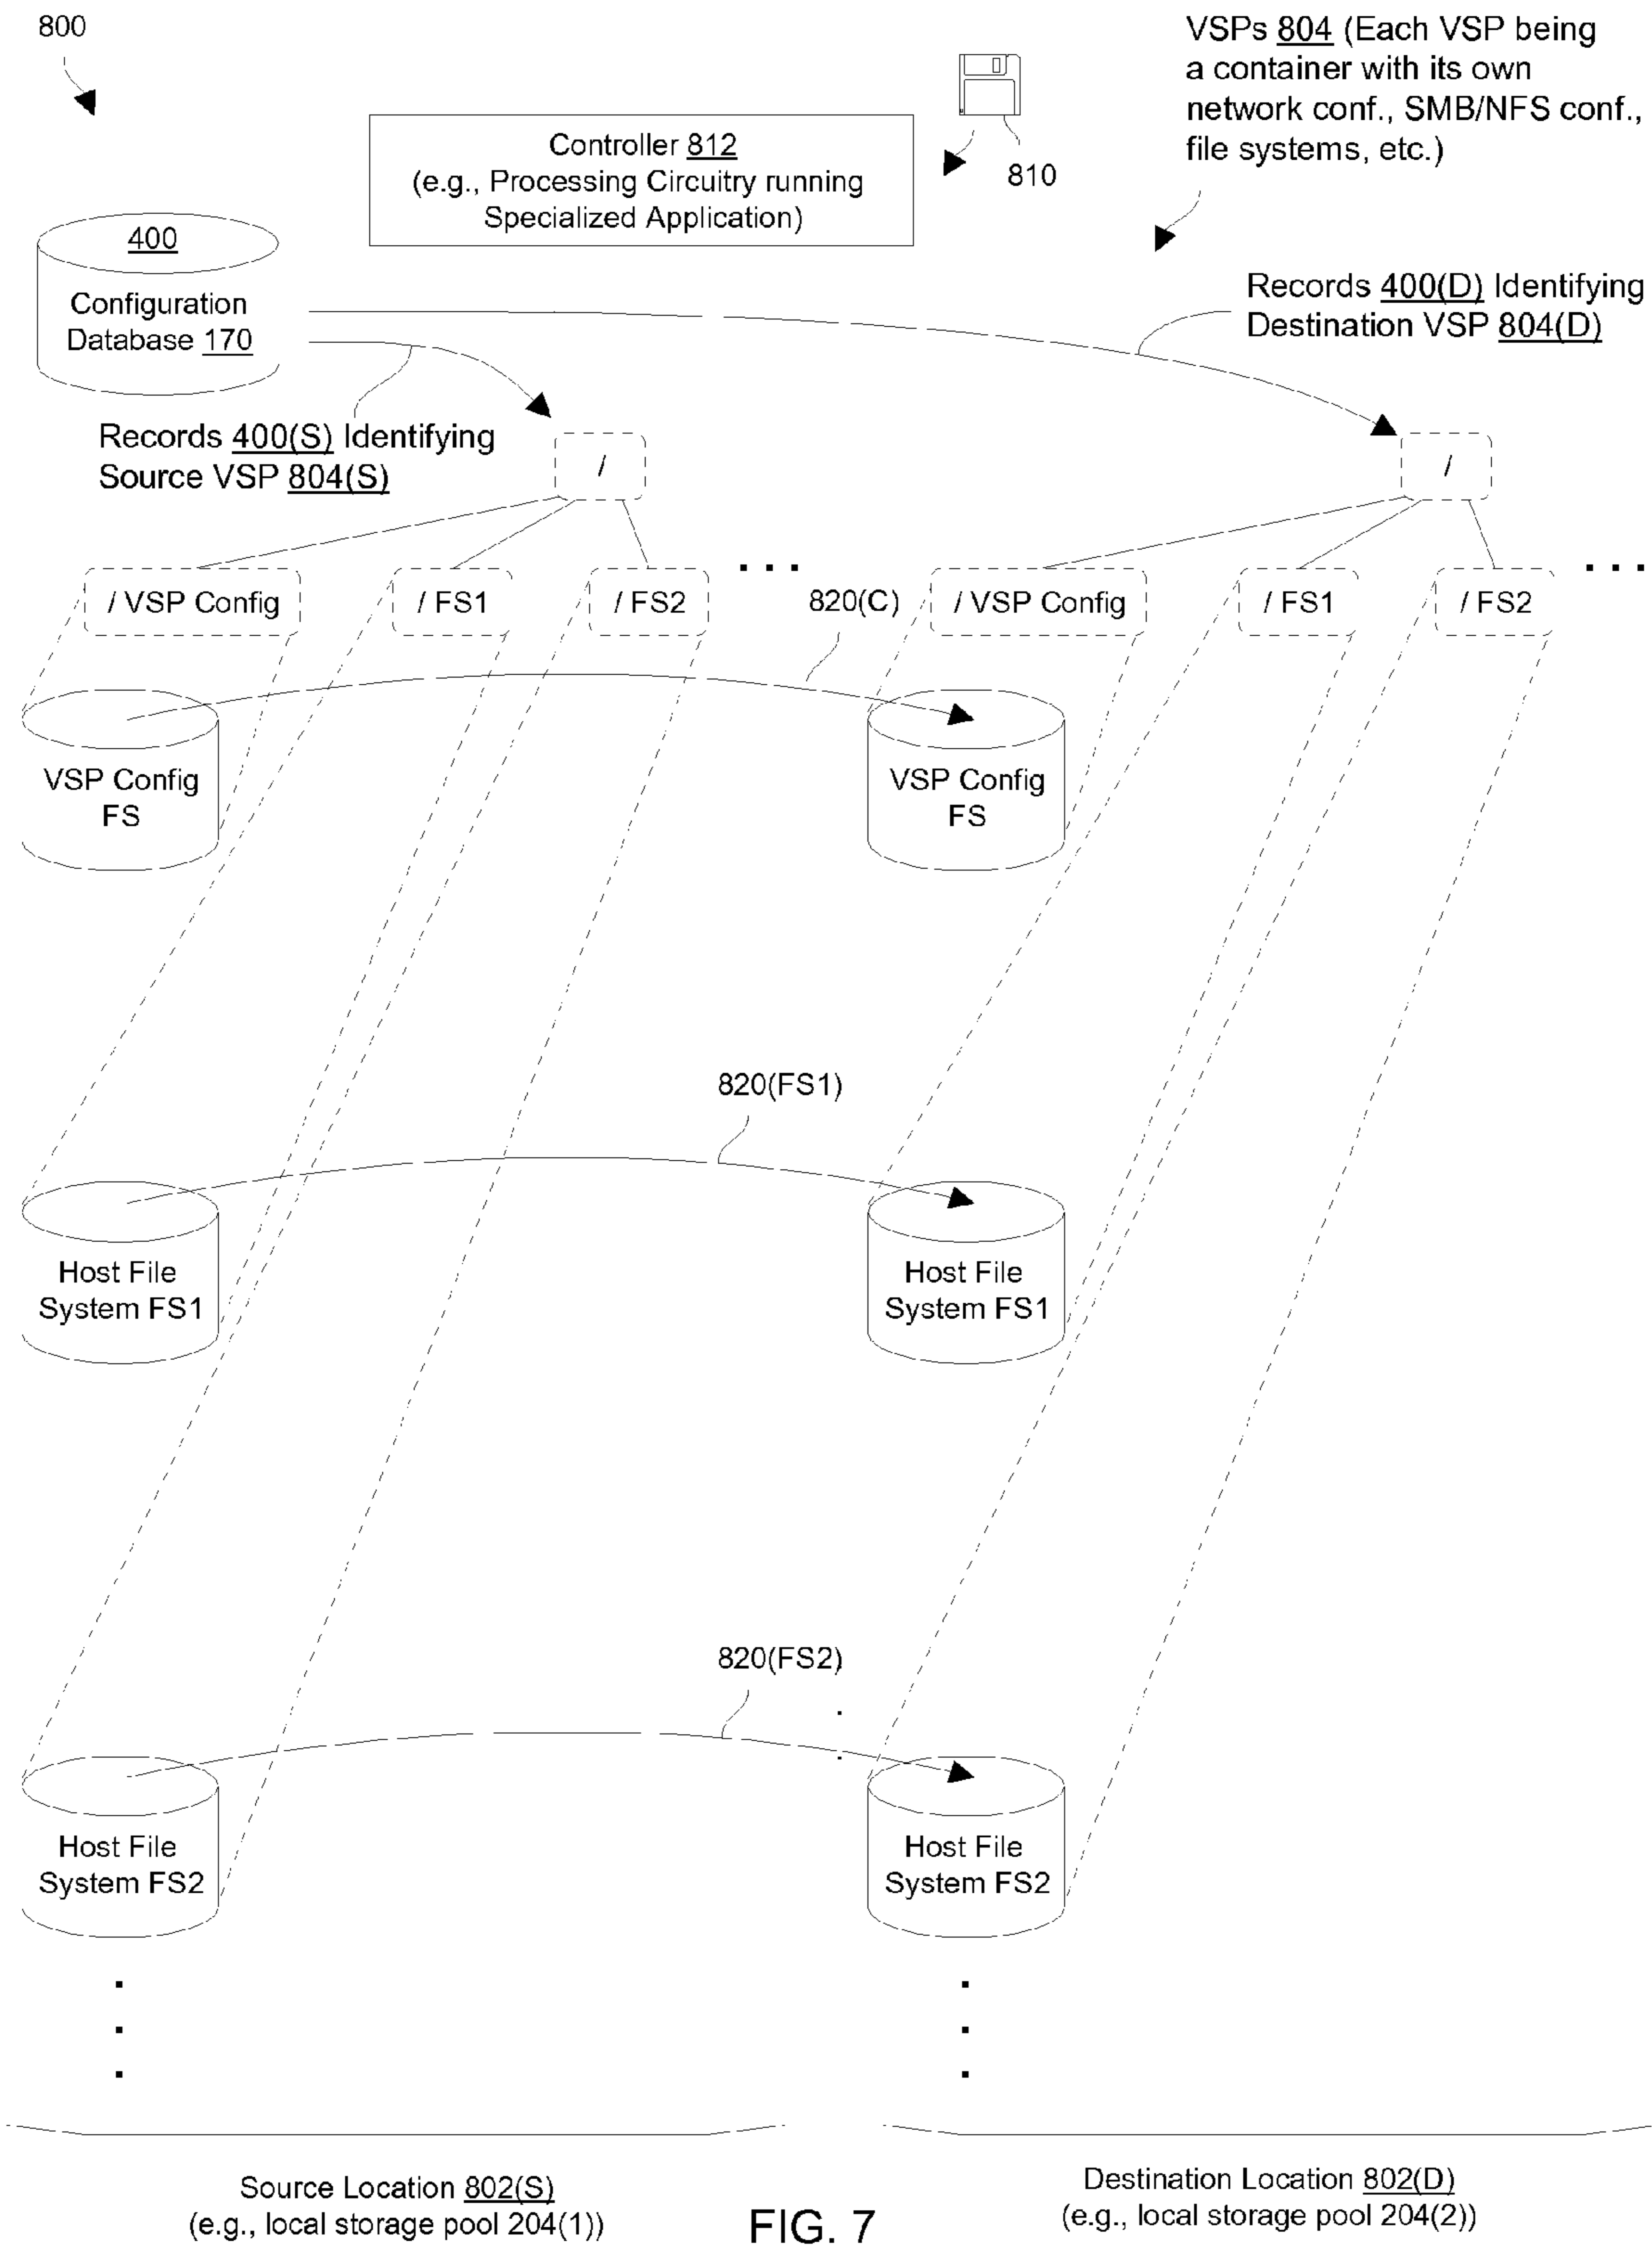 800
VSPs 804 (Each VSP being
a container with its own
network conf., SMB/NFS conf.,
file systems, etc.)
810
Controller 812
(e.g., Processing Circuitry running
Specialized Application)
400
Configuration
Database 170
Records 400(D) Identifying
Destination VSP 804(D)
Records 400(S) Identifying
Source VSP 804(S)
/
/
/ VSP Config
/ FS1
/ FS2
. . .
820(C)
/ VSP Config
/ FS1
/ FS2
. . .
VSP Config
FS
VSP Config
FS
820(FS1)
Host File
System FS1
Host File
System FS1
820(FS2)
Host File
System FS2
Host File
System FS2
Source Location 802(S)
(e.g., local storage pool 204(1))
Destination Location 802(D)
(e.g., local storage pool 204(2))
FIG. 7